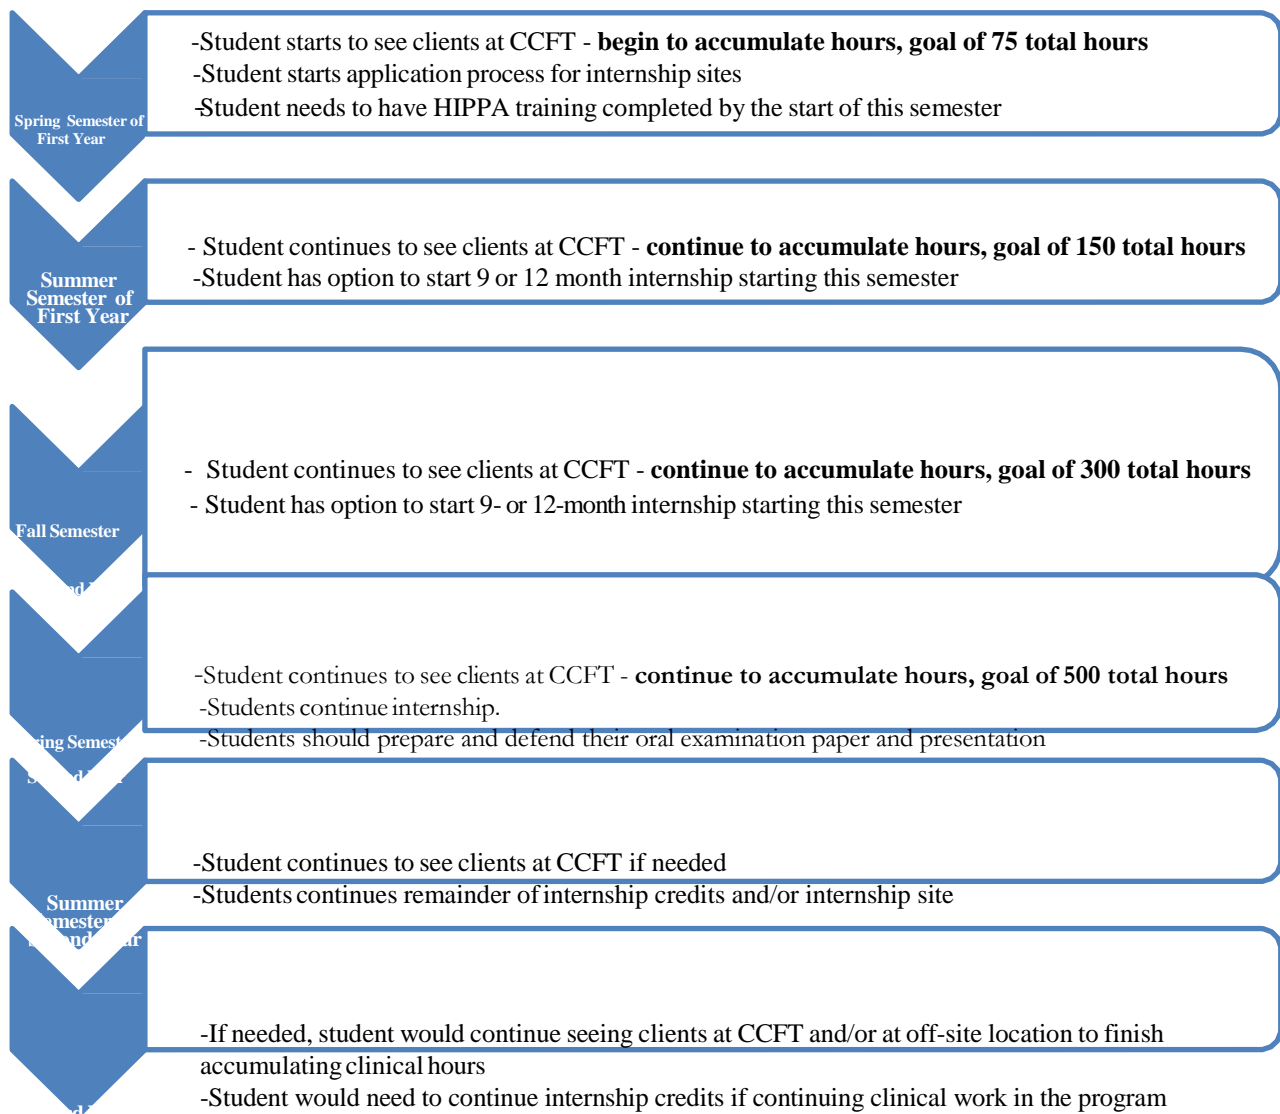 -Student starts to see clients at CCFT - begin to accumulate hours, goal of 75 total hours
-Student starts application process for internship sites
-Student needs to have HIPPA training completed by the start of this semester
Spring Semester of
First Year
- Student continues to see clients at CCFT - continue to accumulate hours, goal of 150 total hours
-Student has option to start 9 or 12 month internship starting this semester
Summer
Semester of
First Year
- Student continues to see clients at CCFT - continue to accumulate hours, goal of 300 total hours
- Student has option to start 9- or 12-month internship starting this semester
Fall Semester
-Student continues to see clients at CCFT - continue to accumulate hours, goal of 500 total hours
-Students continue internship.
-Students should prepare and defend their oral examination paper and presentation
-Student continues to see clients at CCFT if needed
-Students continues remainder of internship credits and/or internship site
Summer
-If needed, student would continue seeing clients at CCFT and/or at off-site location to finish
accumulating clinical hours
-Student would need to continue internship credits if continuing clinical work in the program